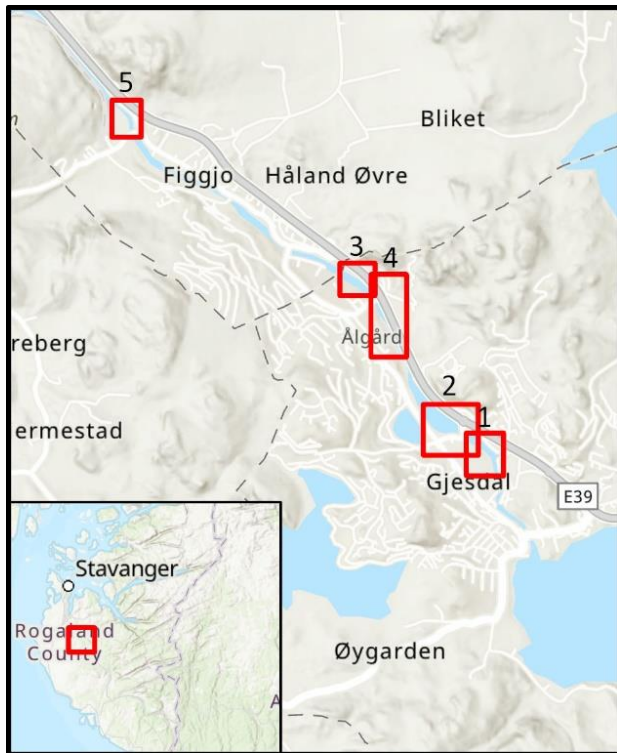 5
Bliket
Figgjo
Håland Øvre
3
4
Ålgård
reberg
2
1
ermestad
Gjesdal
E39
Stavanger
Rogaland
County
Øygarden